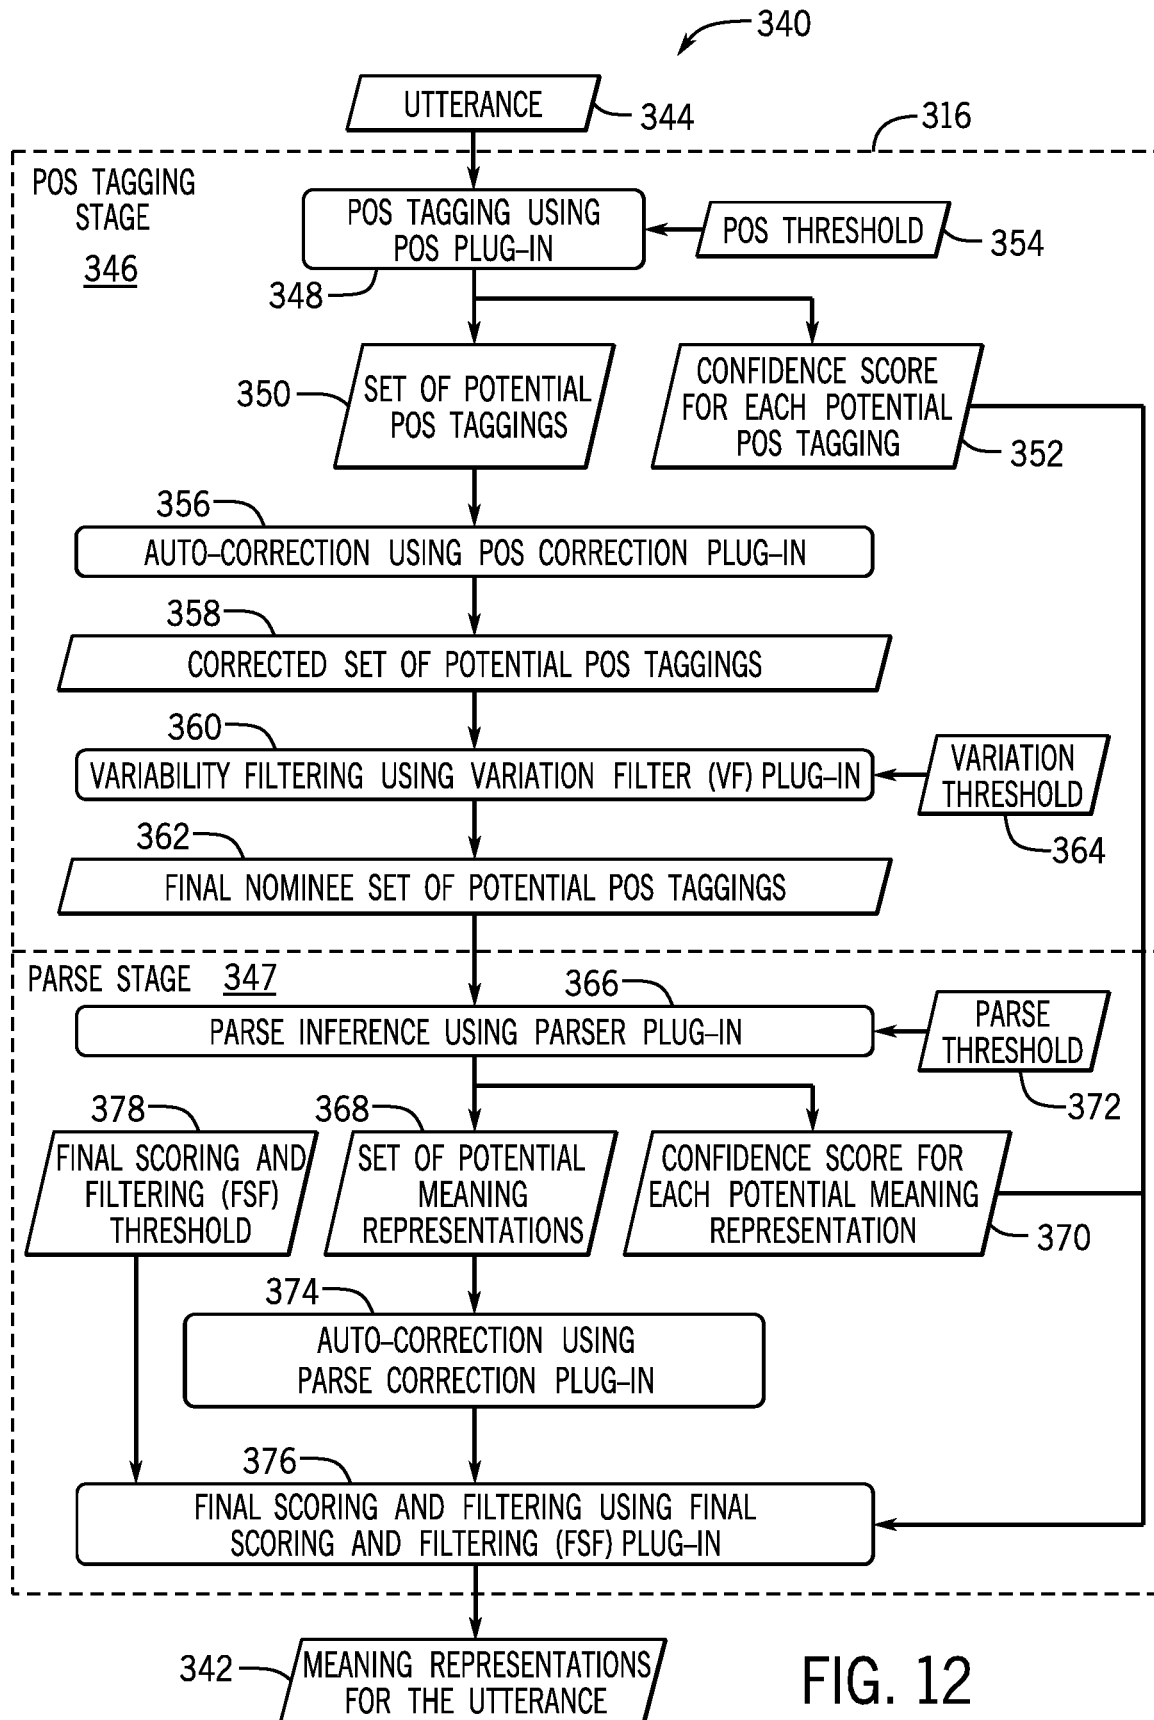 340
UTTERANCE
344
316
POS TAGGING
STAGE
346
POS TAGGING USING
POS PLUG-IN
348
POS THRESHOLD
354
350
SET OF POTENTIAL
POS TAGGINGS
CONFIDENCE SCORE
FOR EACH POTENTIAL
POS TAGGING
352
356
AUTO-CORRECTION USING POS CORRECTION PLUG-IN
358
CORRECTED SET OF POTENTIAL POS TAGGINGS
360
VARIABILITY FILTERING USING VARIATION FILTER (VF) PLUG-IN
VARIATION
THRESHOLD
364
362
FINAL NOMINEE SET OF POTENTIAL POS TAGGINGS
PARSE STAGE 347
366
PARSE INFERENCE USING PARSER PLUG-IN
PARSE
THRESHOLD
372
378
FINAL SCORING AND
FILTERING (FSF)
THRESHOLD
368
SET OF POTENTIAL
MEANING
REPRESENTATIONS
CONFIDENCE SCORE FOR
EACH POTENTIAL MEANING
REPRESENTATION
370
374
AUTO-CORRECTION USING
PARSE CORRECTION PLUG-IN
376
FINAL SCORING AND FILTERING USING FINAL
SCORING AND FILTERING (FSF) PLUG-IN
342
MEANING REPRESENTATIONS
FOR THE UTTERANCE
FIG. 12